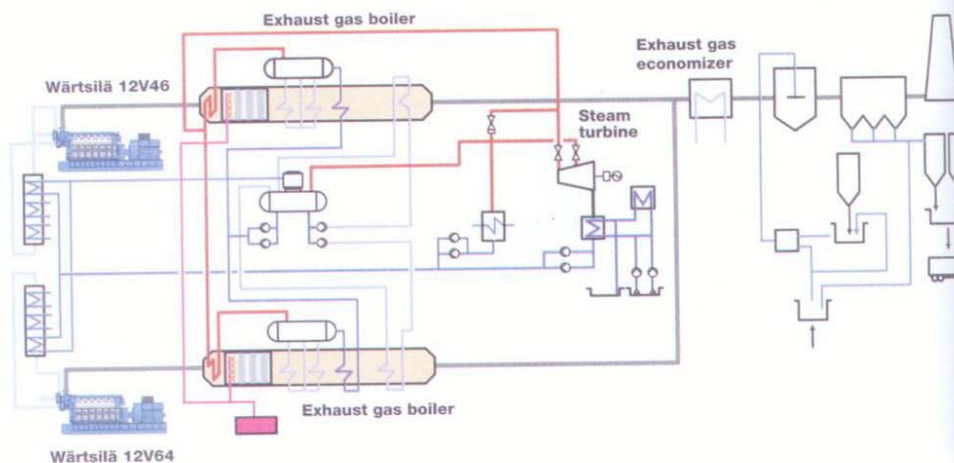 Exhaust gas boiler
Wärtsilä 12V46
Exhaust gas
economizer
Steam
turbine
Exhaust gas boiler
Wärtsilä 12V64